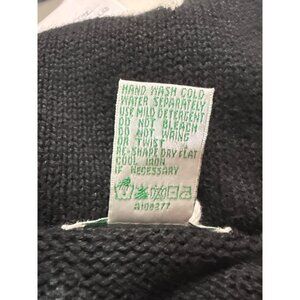 HAND WASH COLD
WATER SEPARATELY
USE MILD DETERGENT
DO NOT BLEACH
DO NOT WRING
OR TWIST
RE-SHAPE DRY FLAT
COOL IRON
IF NECESSARY